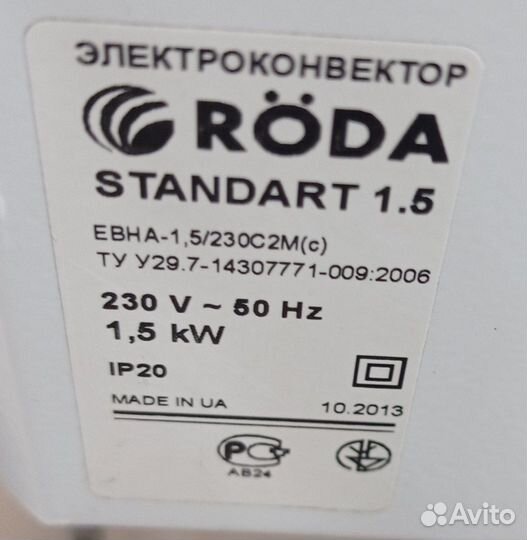 ЭЛЕКТРОКОНВЕКТОР
RÖDA
STANDART 1.5
ЕВНА-1,5/230С2М(с)
ТУ У29.7-14307771-009:2006
230 V ~ 50 Hz
1,5 kW
IP20
MADE IN UA 10.2013
АВ24
Avito